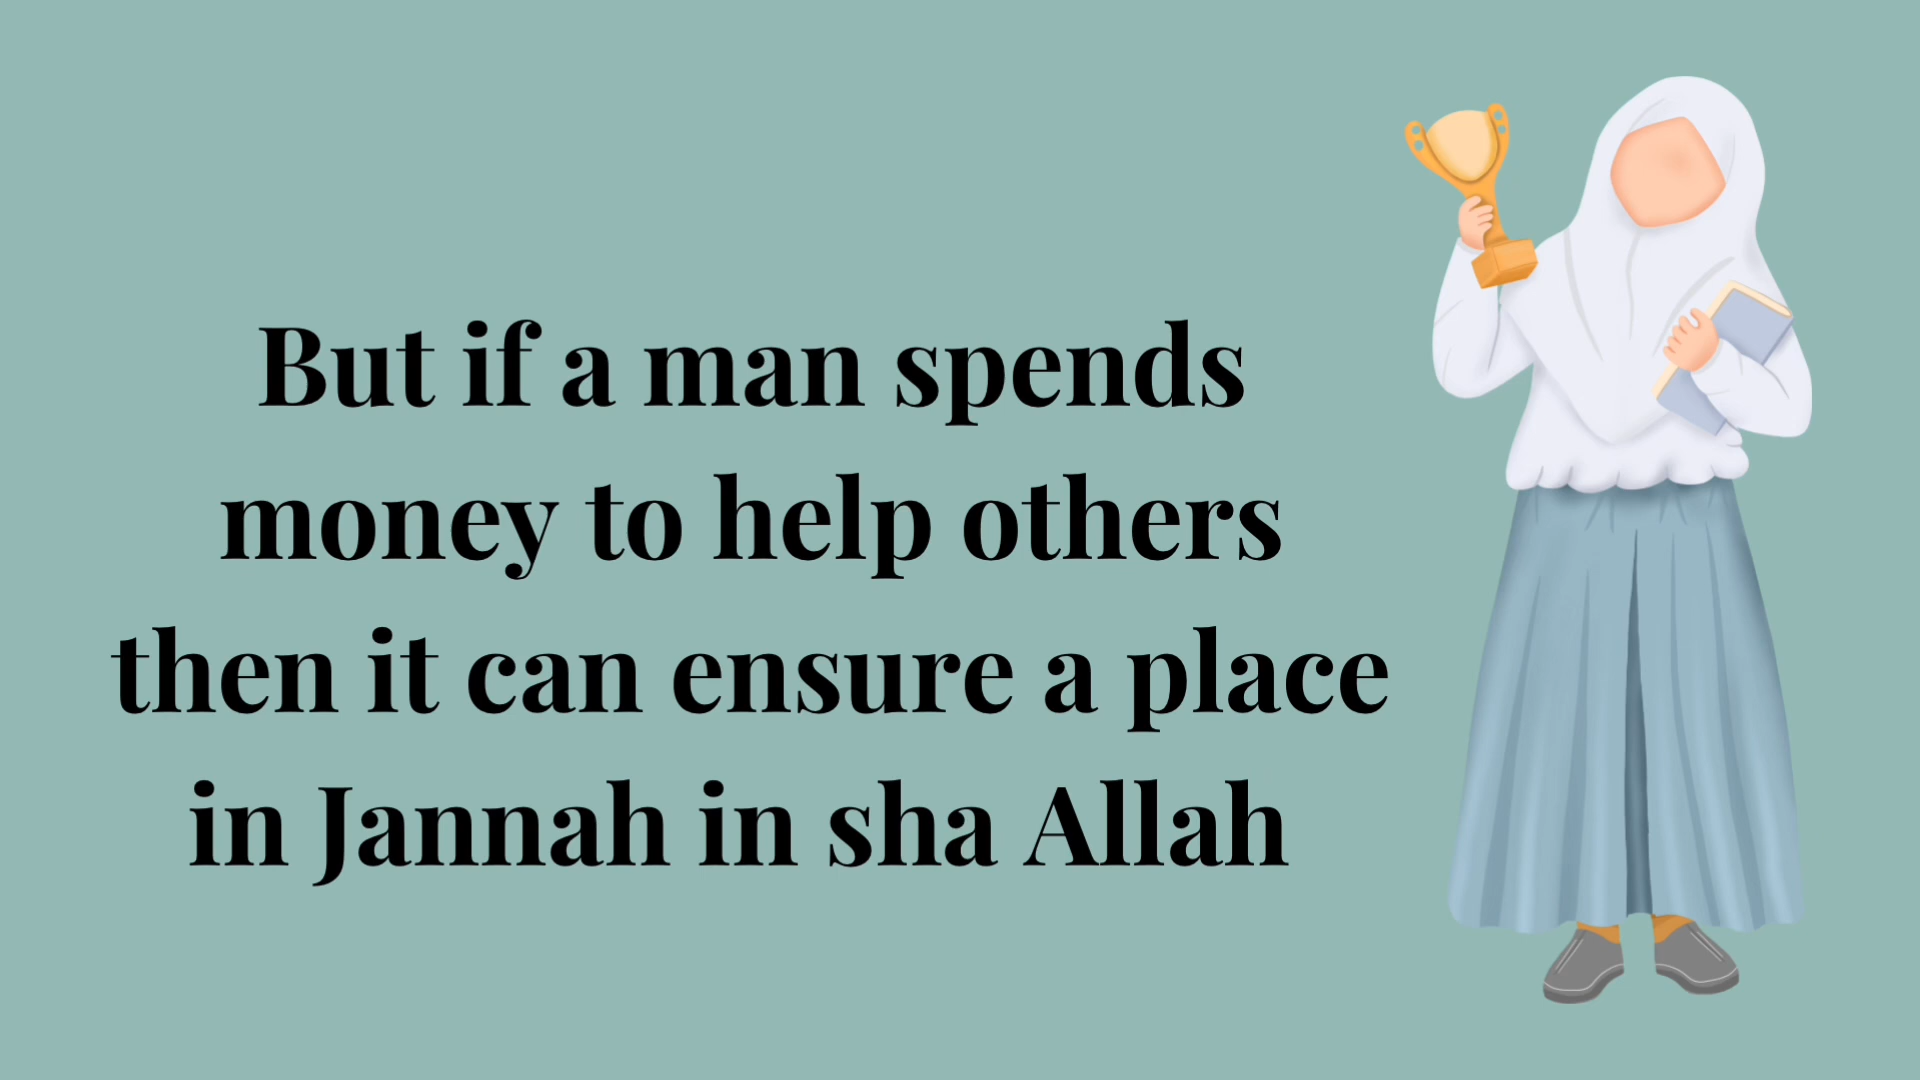 But if a man spends
money to help others
then it can ensure a place
in Jannah in sha Allah